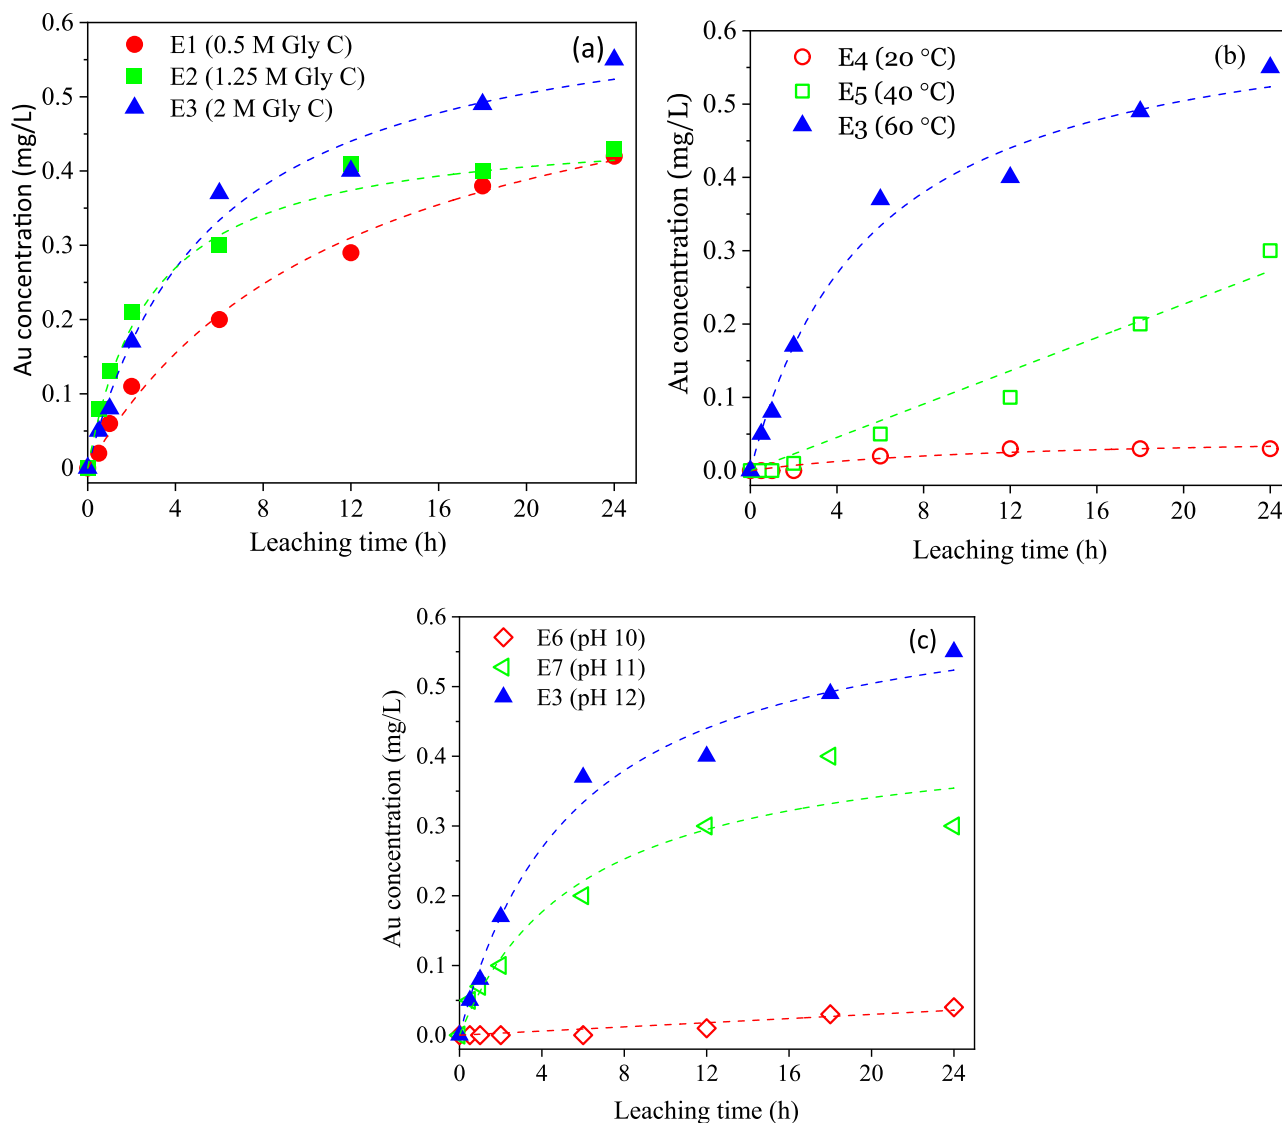 0.6
0.5
0.4
0.3
0.2
0.1
0
Au concentration (mg/L)
E1 (0.5 M Gly C)
E2 (1.25 M Gly C)
E3 (2 M Gly C)
(a)
0 4 8 12 16 20 24
Leaching time (h)
0.6
0.5
0.4
0.3
0.2
0.1
0.0
Au concentration (mg/L)
E4 (20 °C)
E5 (40 °C)
E3 (60 °C)
(b)
0 4 8 12 16 20 24
Leaching time (h)
0.6
0.5
0.4
0.3
0.2
0.1
0.0
Au concentration (mg/L)
E6 (pH 10)
E7 (pH 11)
E3 (pH 12)
(c)
0 4 8 12 16 20 24
Leaching time (h)